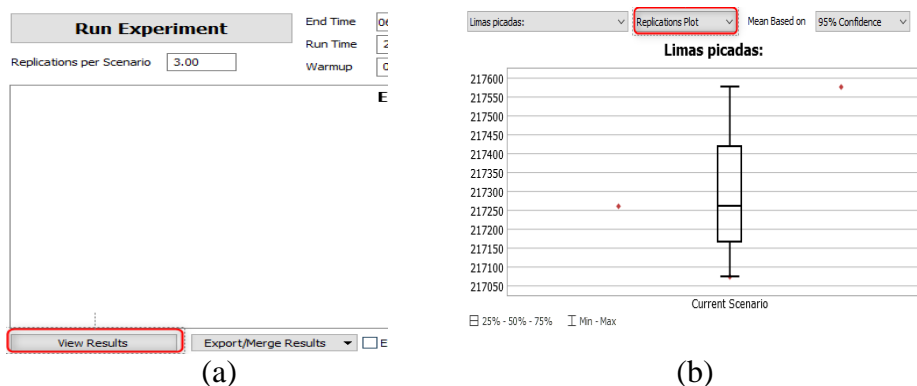 Run Experiment
End Time
Run Time
Replications per Scenario 3.00
Warmup
View Results
Export/Merge Results
(a)
Limas picadas:
Replications Plot
Mean Based on
95% Confidence
Limas picadas:
217600
217550
217500
217450
217400
217350
217300
217250
217200
217150
217100
217050
Current Scenario
25% - 50% - 75%
Min - Max
(b)